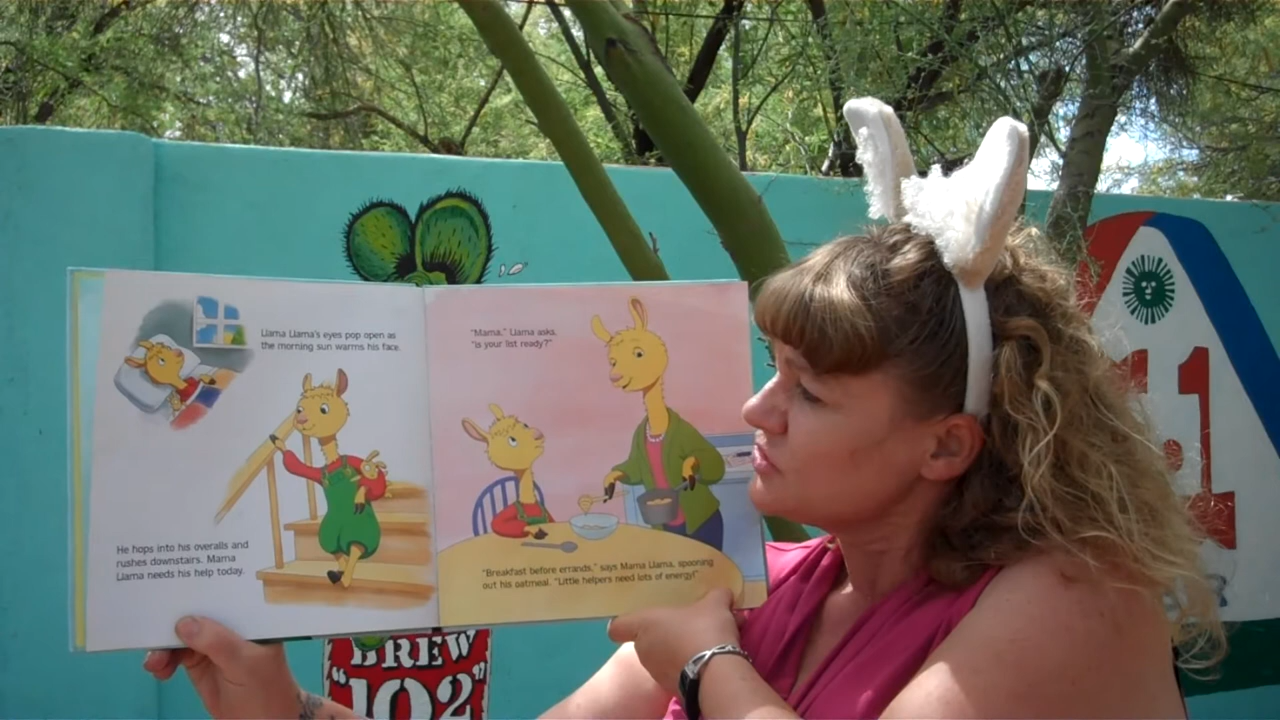 Llama Llama's eyes pop open as
the morning sun warms his face.
He hops into his overalls and
rushes downstairs. Mama
Llama needs his help today.
"Mama," Llama asks,
"is your list ready?"
"Breakfast before errands," says Mama Llama, spooning
out his oatmeal. "Little helpers need lots of energy!"
BREW
"102"